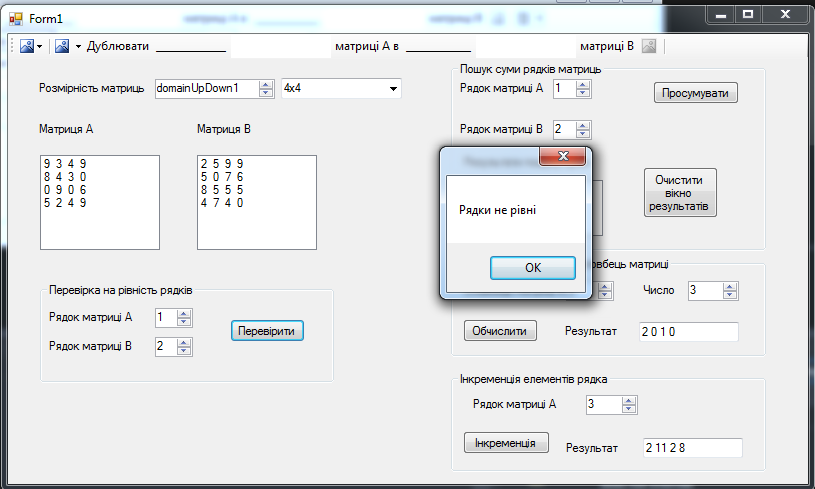 Form1
Дублювати
матриці А в
матриці В
Розмірність матриць
domainUpDown1
4x4
Матриця А
Матриця В
9 3 4 9
8 4 3 0
0 9 0 6
5 2 4 9
2 5 9 9
5 0 7 6
8 5 5 5
4 7 4 0
Перевірка на рівність рядків
Рядок матриці А
1
Рядок матриці В
2
Перевірити
Пошук суми рядків матриць
Рядок матриці А
1
Просумувати
Рядок матриці В
2
Очистити
вікно
результатів
Рядки не рівні
OK
матриці
Число
3
Обчислити
Результат
2 0 1 0
Інкременція елементів рядка
Рядок матриці А
3
Інкременція
Результат
2 11 2 8